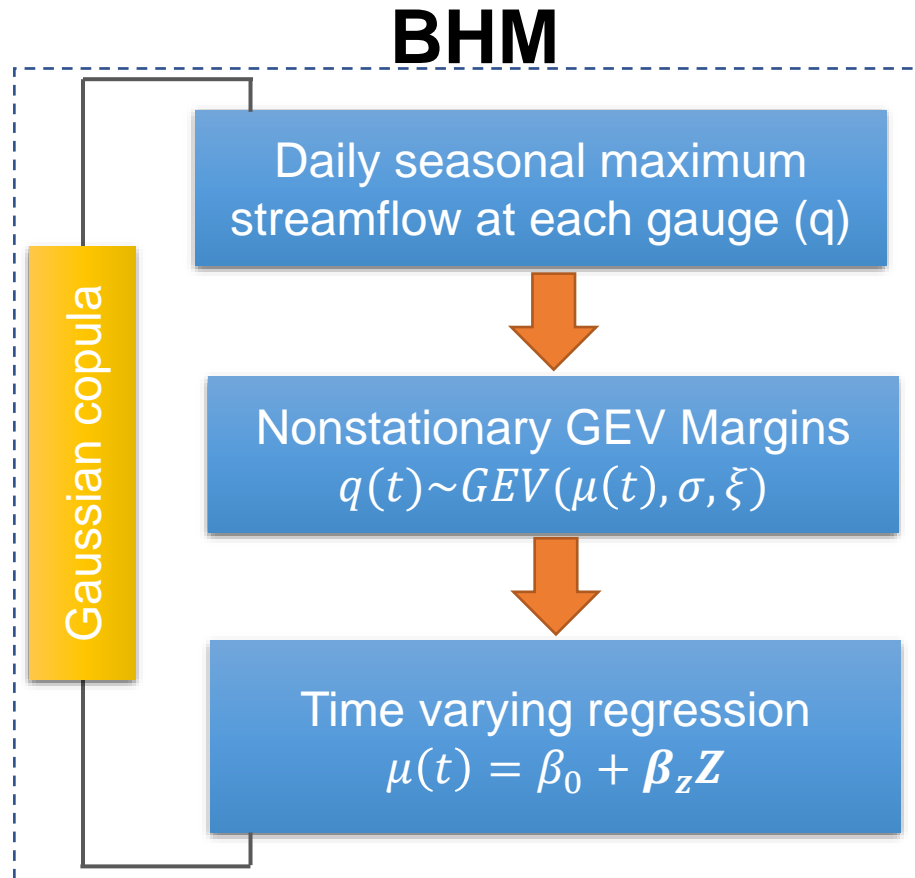 BHM
Daily seasonal maximum
streamflow at each gauge (q)
Gaussian copula
Nonstationary GEV Margins
𝑞(𝑡)~𝐺𝐸𝑉(𝜇(𝑡), 𝜎, 𝜉)
Time varying regression
𝜇(𝑡) = 𝛽₀ + 𝜷𝒛𝒁